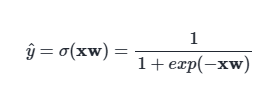 ŷ = σ(xw) = 1 / (1 + exp(−xw))